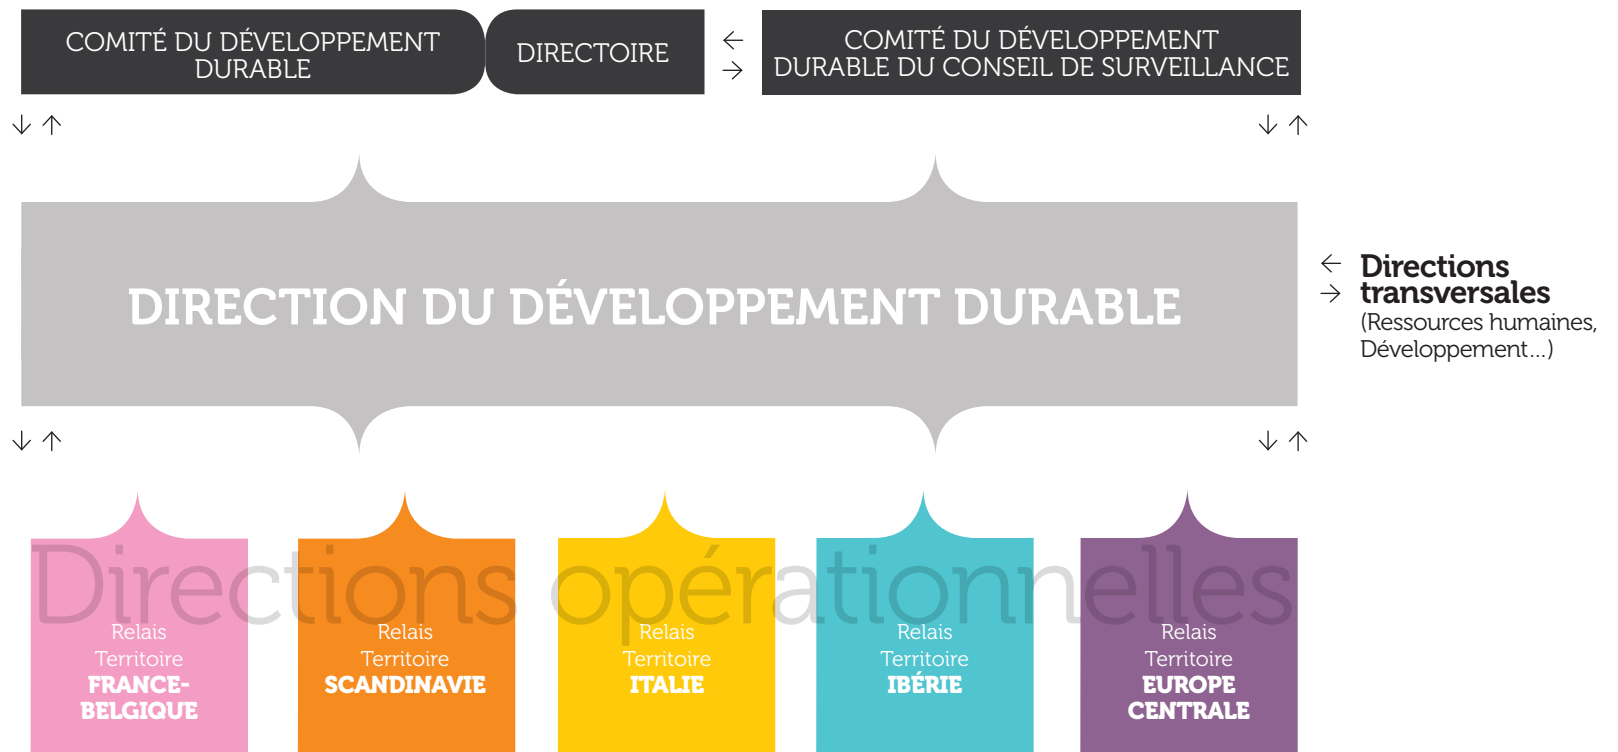 COMITÉ DU DÉVELOPPEMENT
DURABLE
DIRECTOIRE
← →
COMITÉ DU DÉVELOPPEMENT
DURABLE DU CONSEIL DE SURVEILLANCE
↓ ↑
↓ ↑
DIRECTION DU DÉVELOPPEMENT DURABLE
← Directions
→ transversales
(Ressources humaines,
Développement...)
↓ ↑
↓ ↑
Directions opérationnelles
Relais
Territoire
FRANCE-
BELGIQUE
Relais
Territoire
SCANDINAVIE
Relais
Territoire
ITALIE
Relais
Territoire
IBÉRIE
Relais
Territoire
EUROPE
CENTRALE